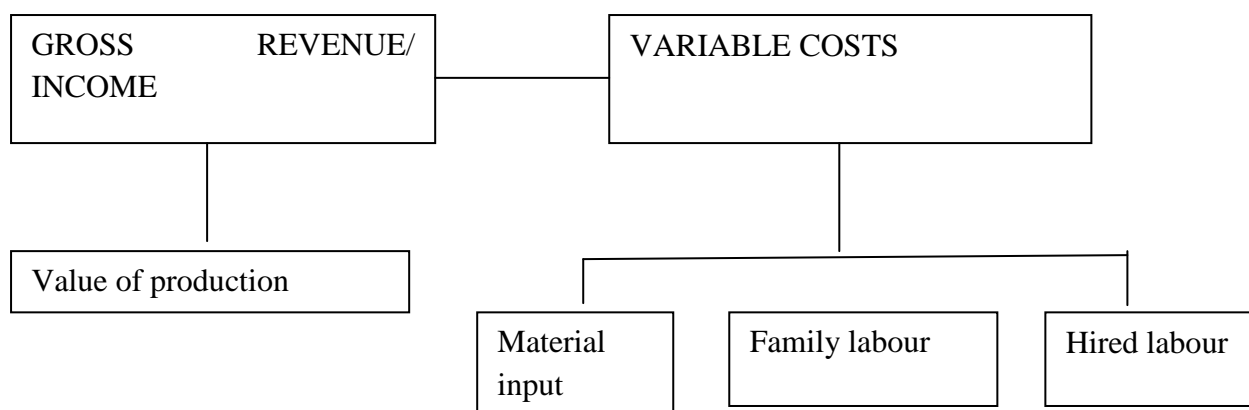 GROSS REVENUE/
INCOME
VARIABLE COSTS
Value of production
Material
input
Family labour
Hired labour